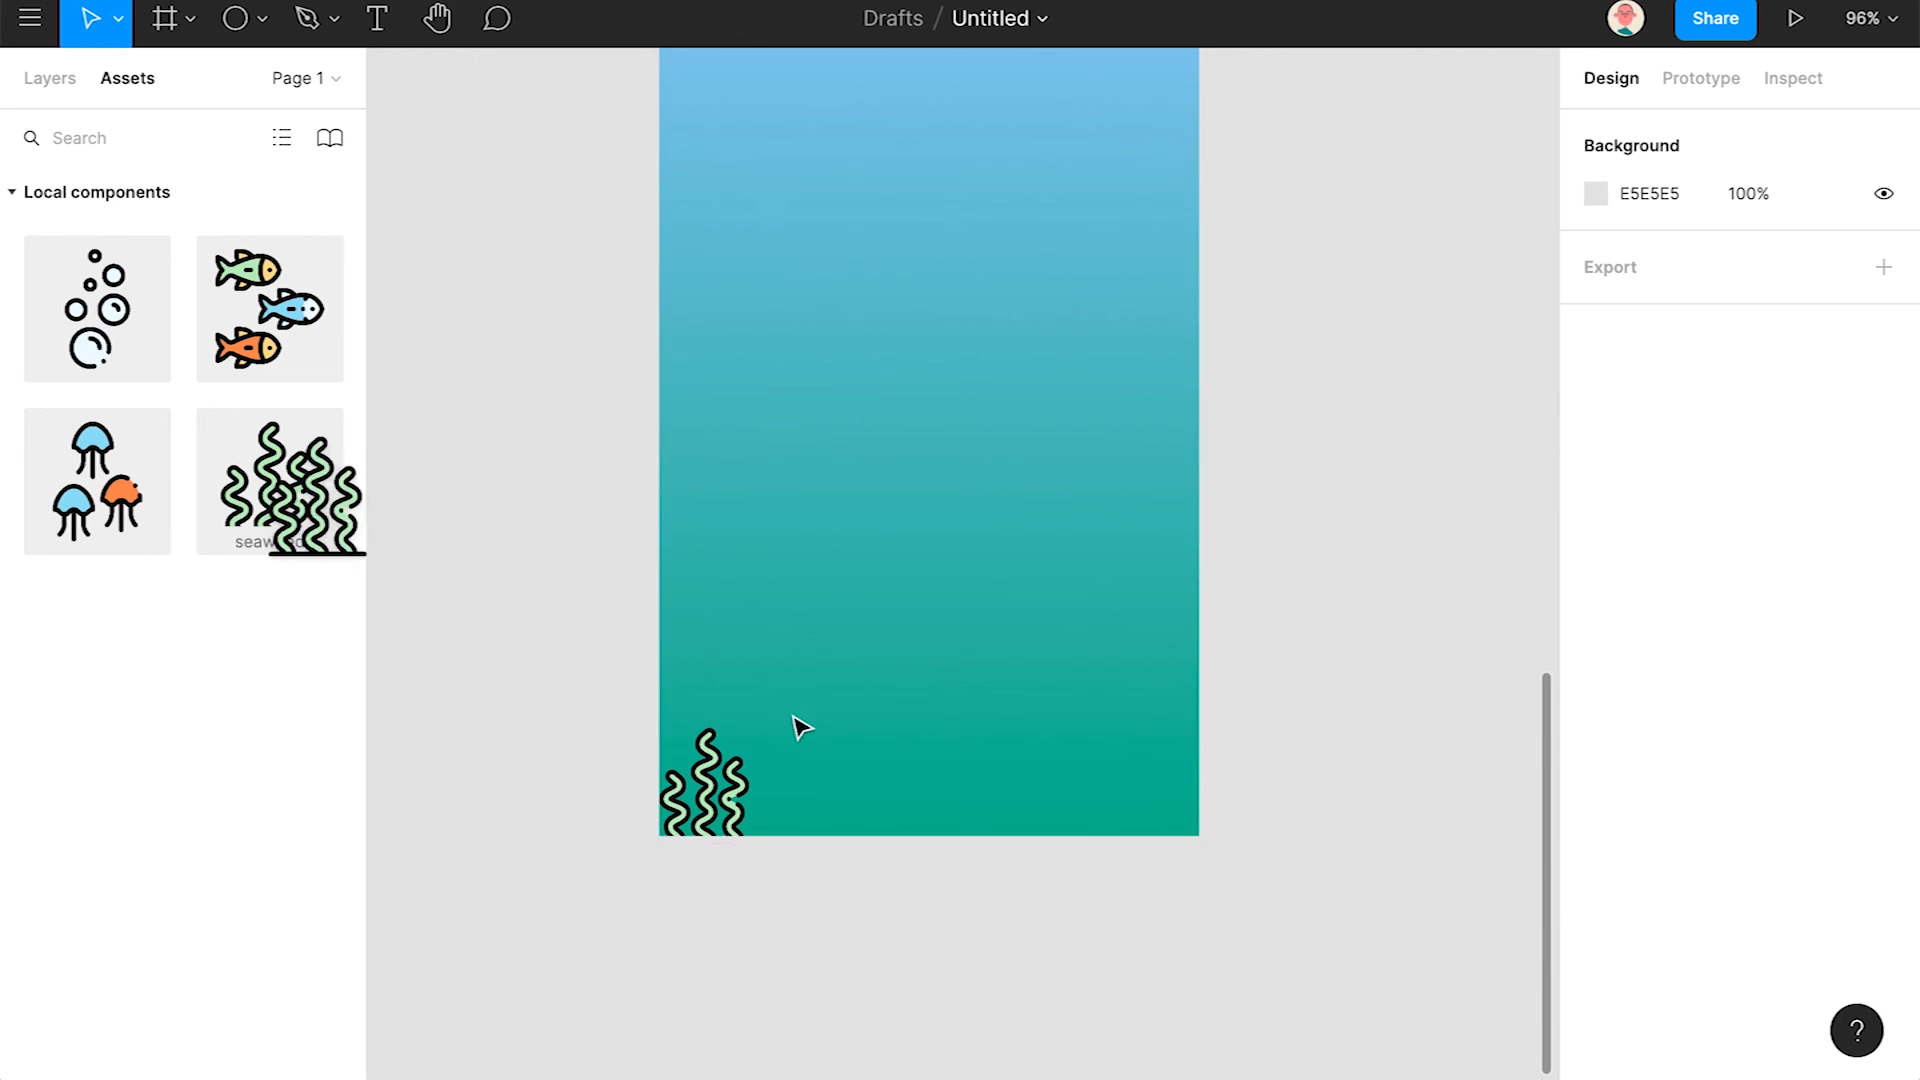 Drafts / Untitled
Share
96%
Layers
Assets
Page 1
Design
Prototype
Inspect
Search
Background
Local components
E5E5E5
100%
Export
?